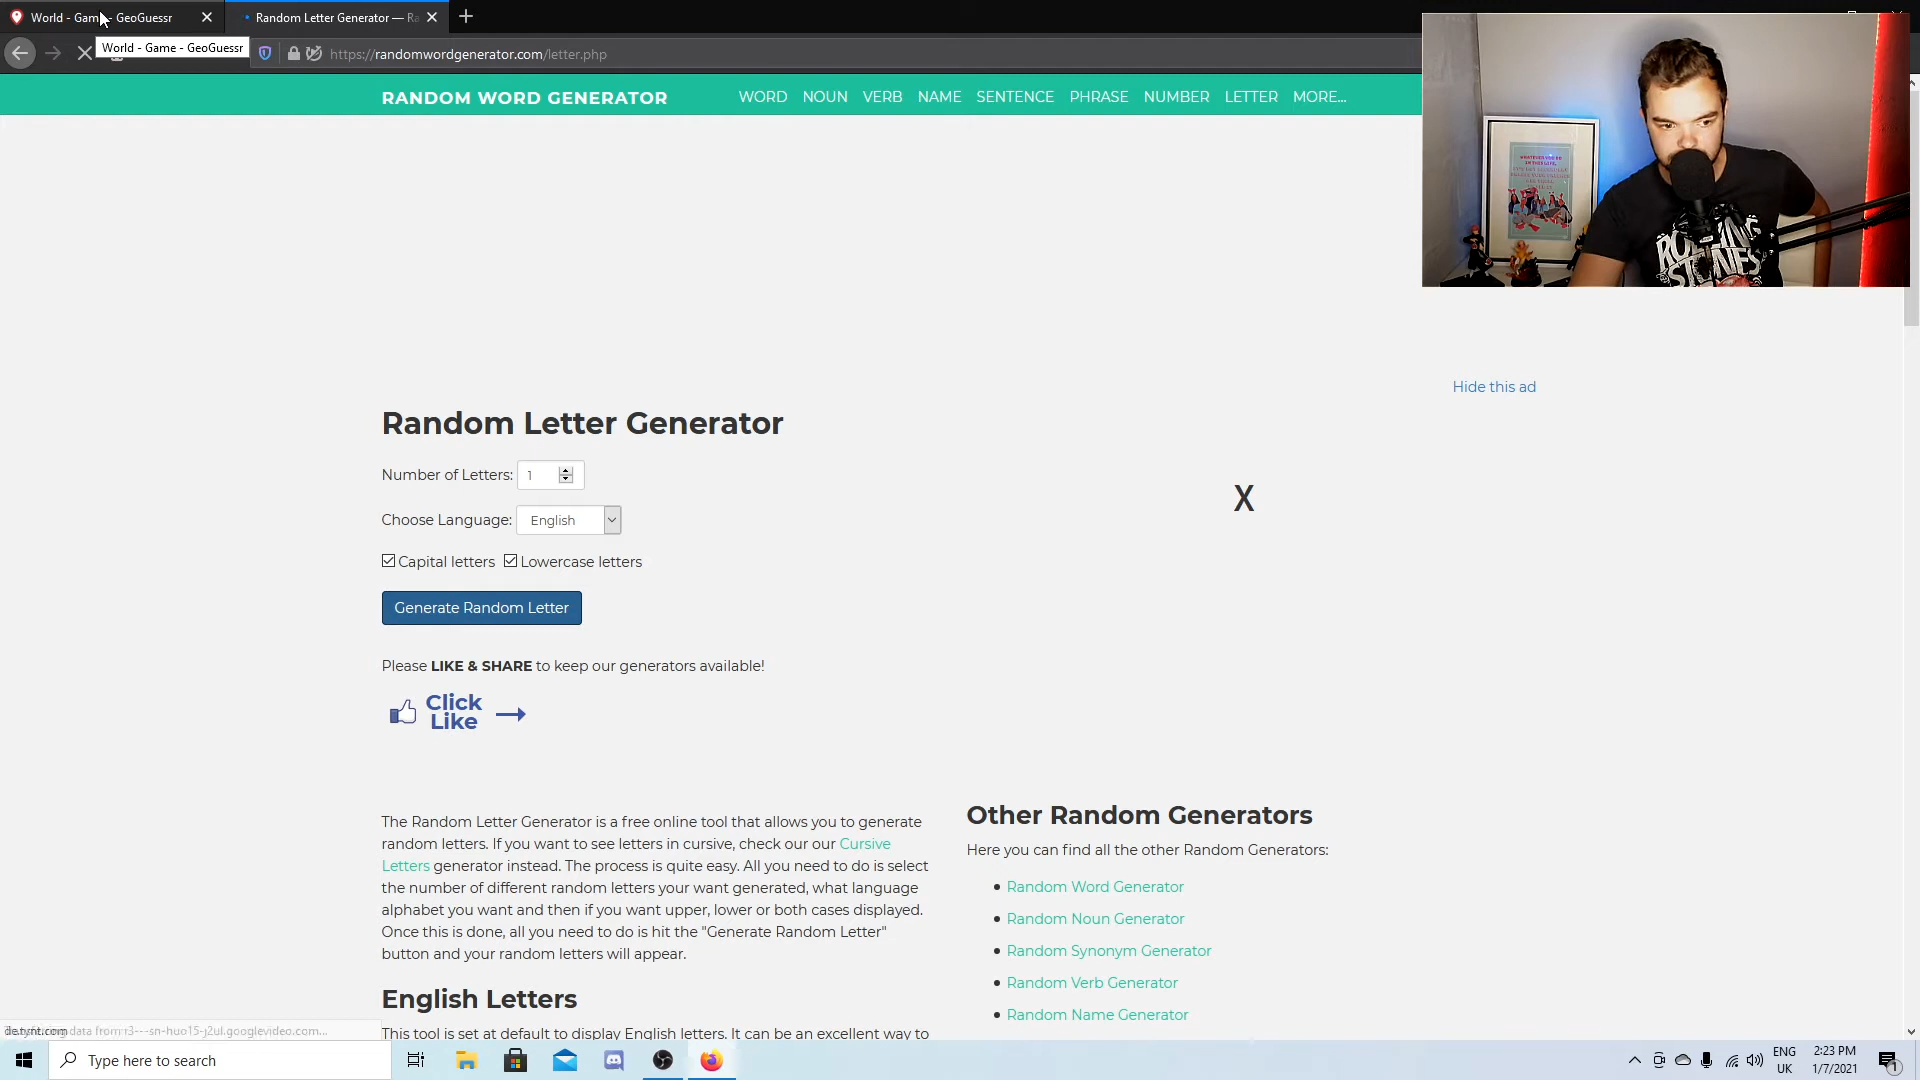 World - Game - GeoGuessr
Random Letter Generator — Ra
World - Game - GeoGuessr
https://randomwordgenerator.com/letter.php
RANDOM WORD GENERATOR
WORD NOUN VERB NAME SENTENCE PHRASE NUMBER LETTER MORE...
Hide this ad
Random Letter Generator
Number of Letters: 1
X
Choose Language: English
Capital letters Lowercase letters
Generate Random Letter
Please LIKE & SHARE to keep our generators available!
Click
Like
The Random Letter Generator is a free online tool that allows you to generate
random letters. If you want to see letters in cursive, check our our Cursive
Letters generator instead. The process is quite easy. All you need to do is select
the number of different random letters your want generated, what language
alphabet you want and then if you want upper, lower or both cases displayed.
Once this is done, all you need to do is hit the "Generate Random Letter"
button and your random letters will appear.
English Letters
This tool is set at default to display English letters. It can be an excellent way to
Other Random Generators
Here you can find all the other Random Generators:
Random Word Generator
Random Noun Generator
Random Synonym Generator
Random Verb Generator
Random Name Generator
WHATEVER YOU DO
IN THIS LIFE,
ROLLING
STONES
Type here to search
ENG
UK
2:23 PM
1/7/2021
1